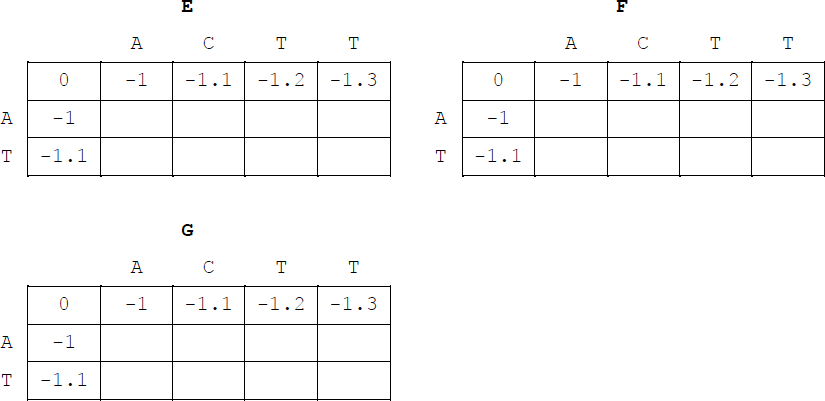 E F
A C T T A C T T
0 -1 -1.1 -1.2 -1.3 0 -1 -1.1 -1.2 -1.3
A -1 A -1
T -1.1 T -1.1
G
A C T T
0 -1 -1.1 -1.2 -1.3
A -1
T -1.1